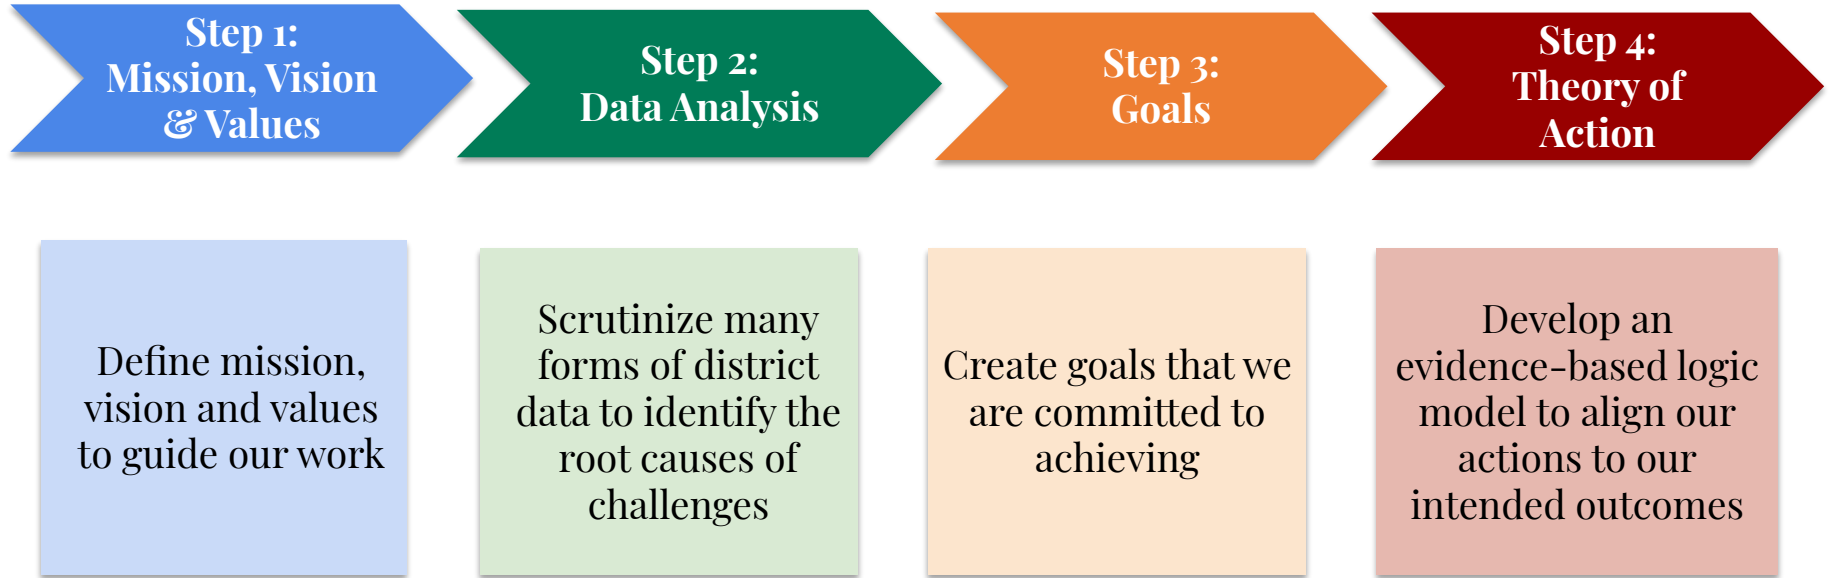 Step 1:
Mission, Vision
& Values
Step 2:
Data Analysis
Step 3:
Goals
Step 4:
Theory of
Action
Define mission,
vision and values
to guide our work
Scrutinize many
forms of district
data to identify the
root causes of
challenges
Create goals that we
are committed to
achieving
Develop an
evidence-based logic
model to align our
actions to our
intended outcomes